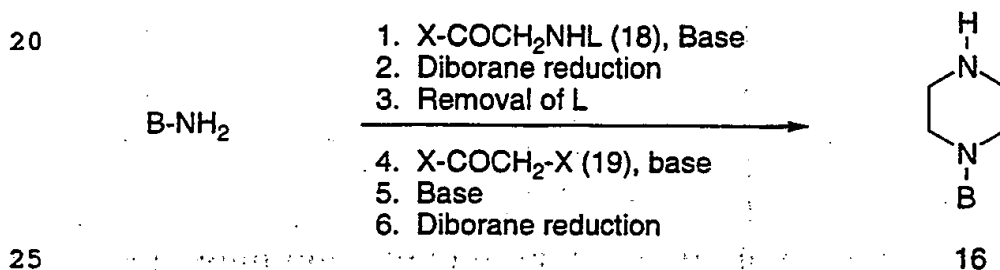 20
1. X-COCH₂NHL (18), Base
2. Diborane reduction
3. Removal of L
B-NH₂
4. X-COCH₂-X (19), base
5. Base
6. Diborane reduction
H
N
N
B
25
16